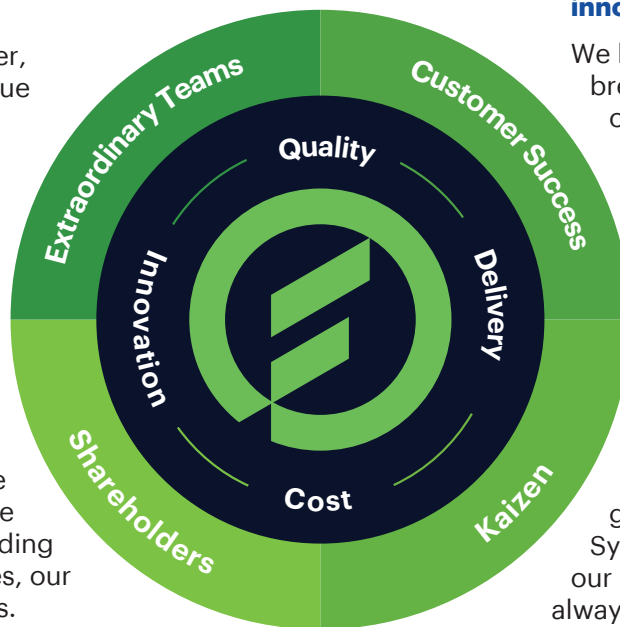 inno
er,
ue
We
bre
Extraordinary Teams
Customer Success
Quality
Innovation
Delivery
Cost
Shareholders
Kaizen
e
e
ding
es, our
s.
g
Sy
our
alway